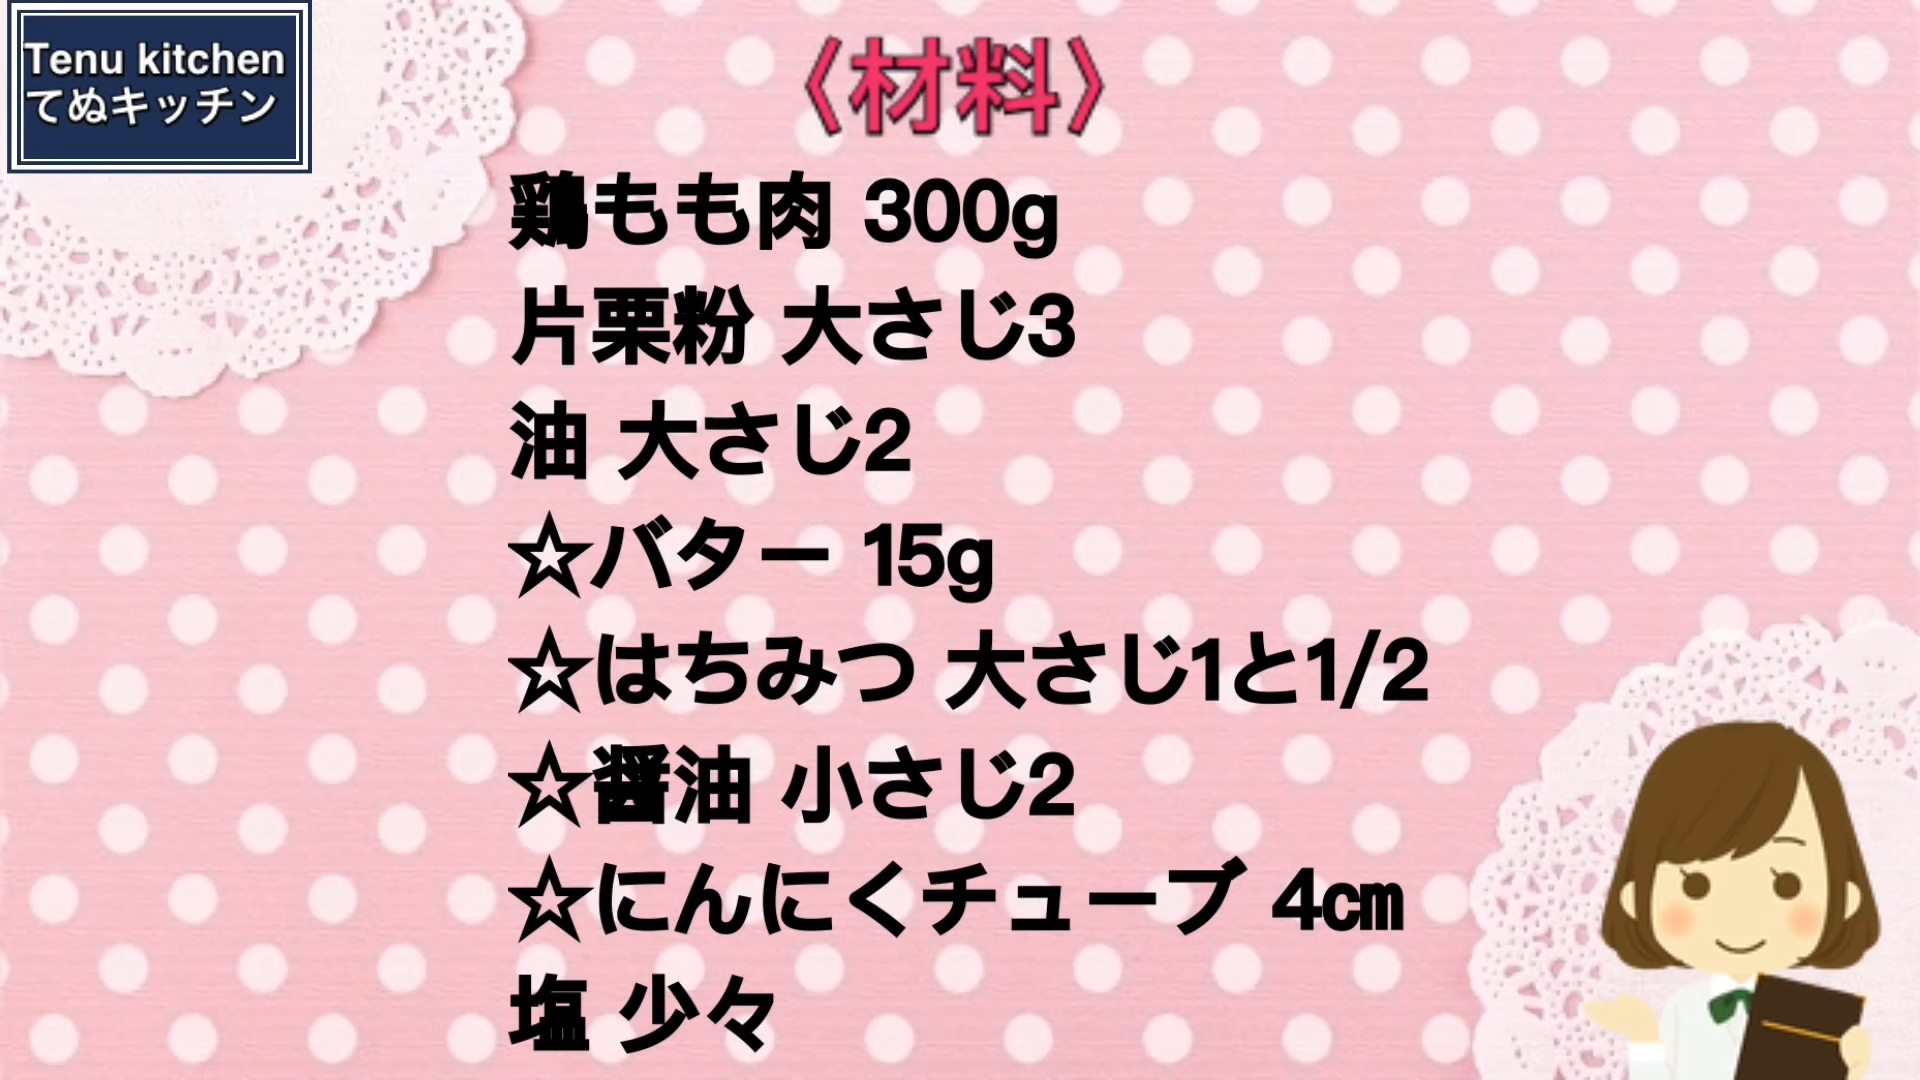 Tenu kitchen
てぬキッチン
〈材料〉
鶏もも肉 300g
片栗粉 大さじ3
油 大さじ2
☆バター 15g
☆はちみつ 大さじ1と1/2
☆醤油 小さじ2
☆にんにくチューブ 4㎝
塩 少々